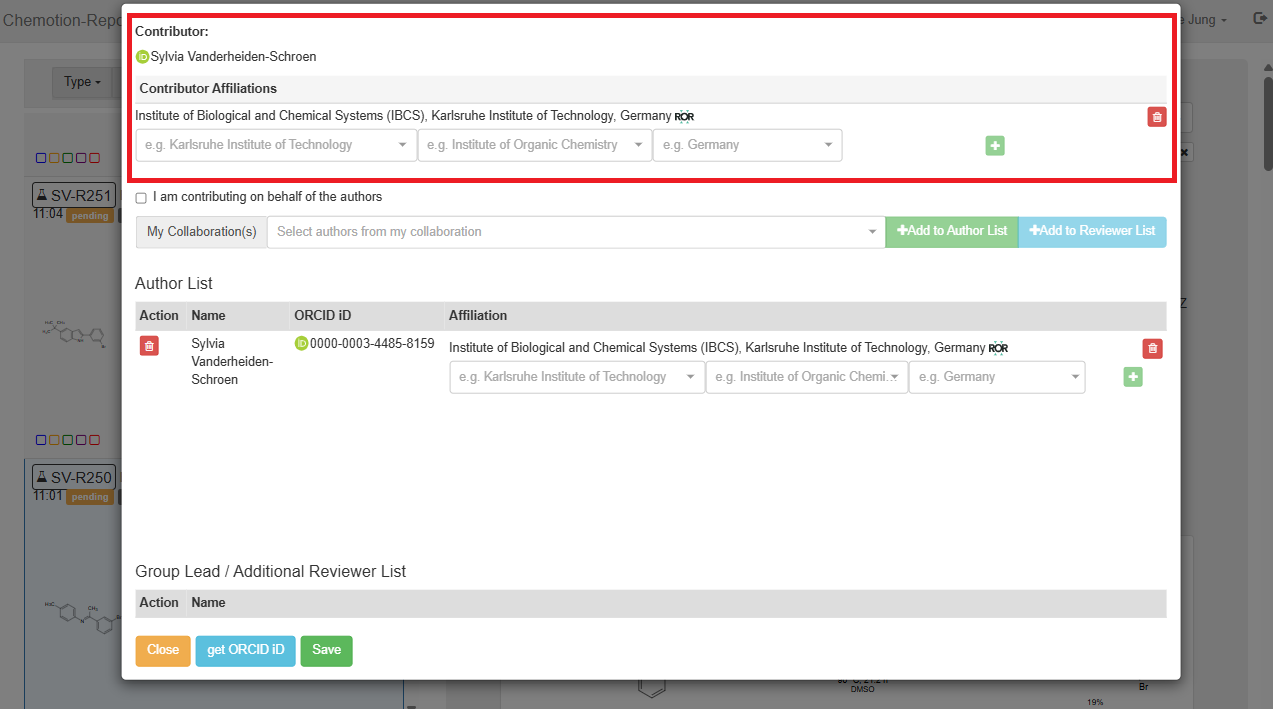 Chemotion-Repo
e Jung
Type
Contributor:
iD Sylvia Vanderheiden-Schroen
Contributor Affiliations
Institute of Biological and Chemical Systems (IBCS), Karlsruhe Institute of Technology, Germany ROR
e.g. Karlsruhe Institute of Technology
e.g. Institute of Organic Chemistry
e.g. Germany
I am contributing on behalf of the authors
My Collaboration(s)
Select authors from my collaboration
+Add to Author List
+Add to Reviewer List
Author List
Action Name ORCID iD Affiliation
Sylvia
Vanderheiden-
Schroen
iD 0000-0003-4485-8159
Institute of Biological and Chemical Systems (IBCS), Karlsruhe Institute of Technology, Germany ROR
e.g. Karlsruhe Institute of Technology
e.g. Institute of Organic Chemi...
e.g. Germany
Group Lead / Additional Reviewer List
Action Name
Close
get ORCID iD
Save
SV-R251
11:04 pending
SV-R250
11:01 pending
H3C
CH3
Z
DMSO
Br
19%